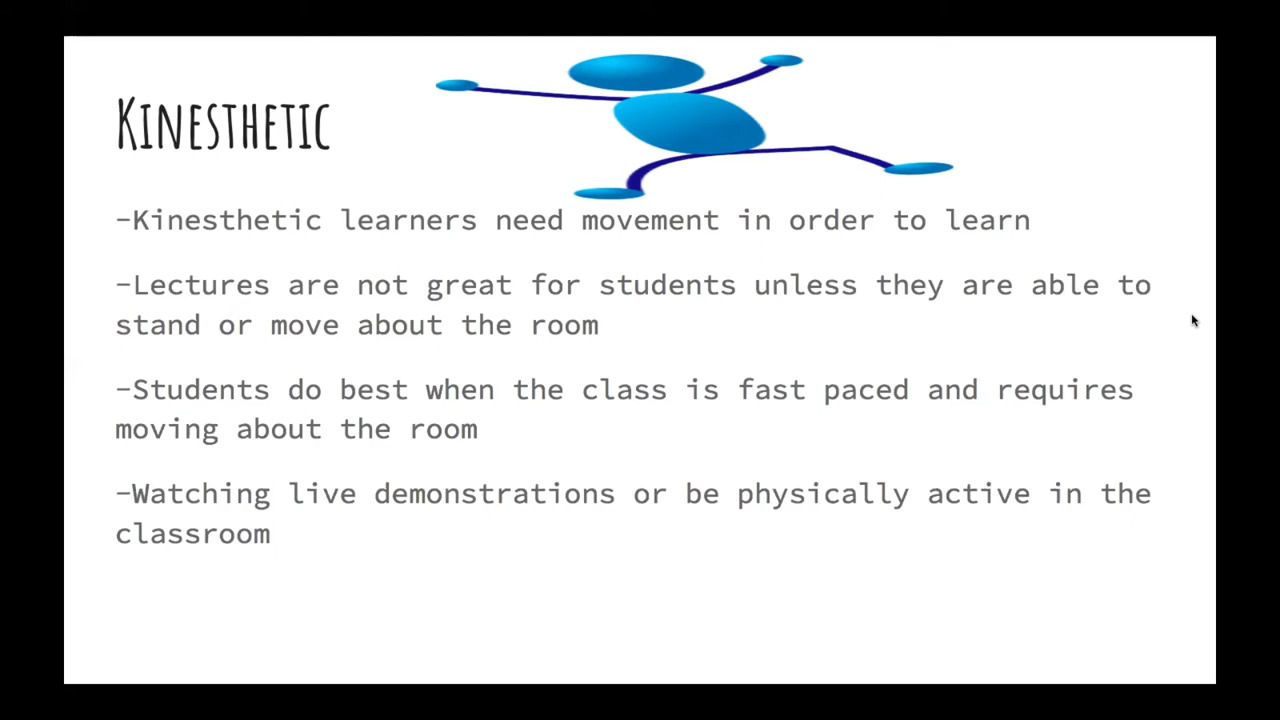 Kinesthetic
-Kinesthetic learners need movement in order to learn
-Lectures are not great for students unless they are able to
stand or move about the room
-Students do best when the class is fast paced and requires
moving about the room
-Watching live demonstrations or be physically active in the
classroom